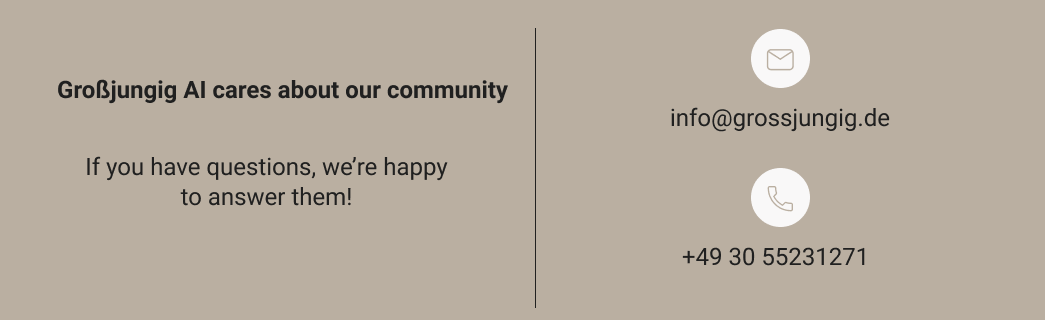 Großjungig AI cares about our community
If you have questions, we’re happy
to answer them!
info@grossjungig.de
+49 30 55231271